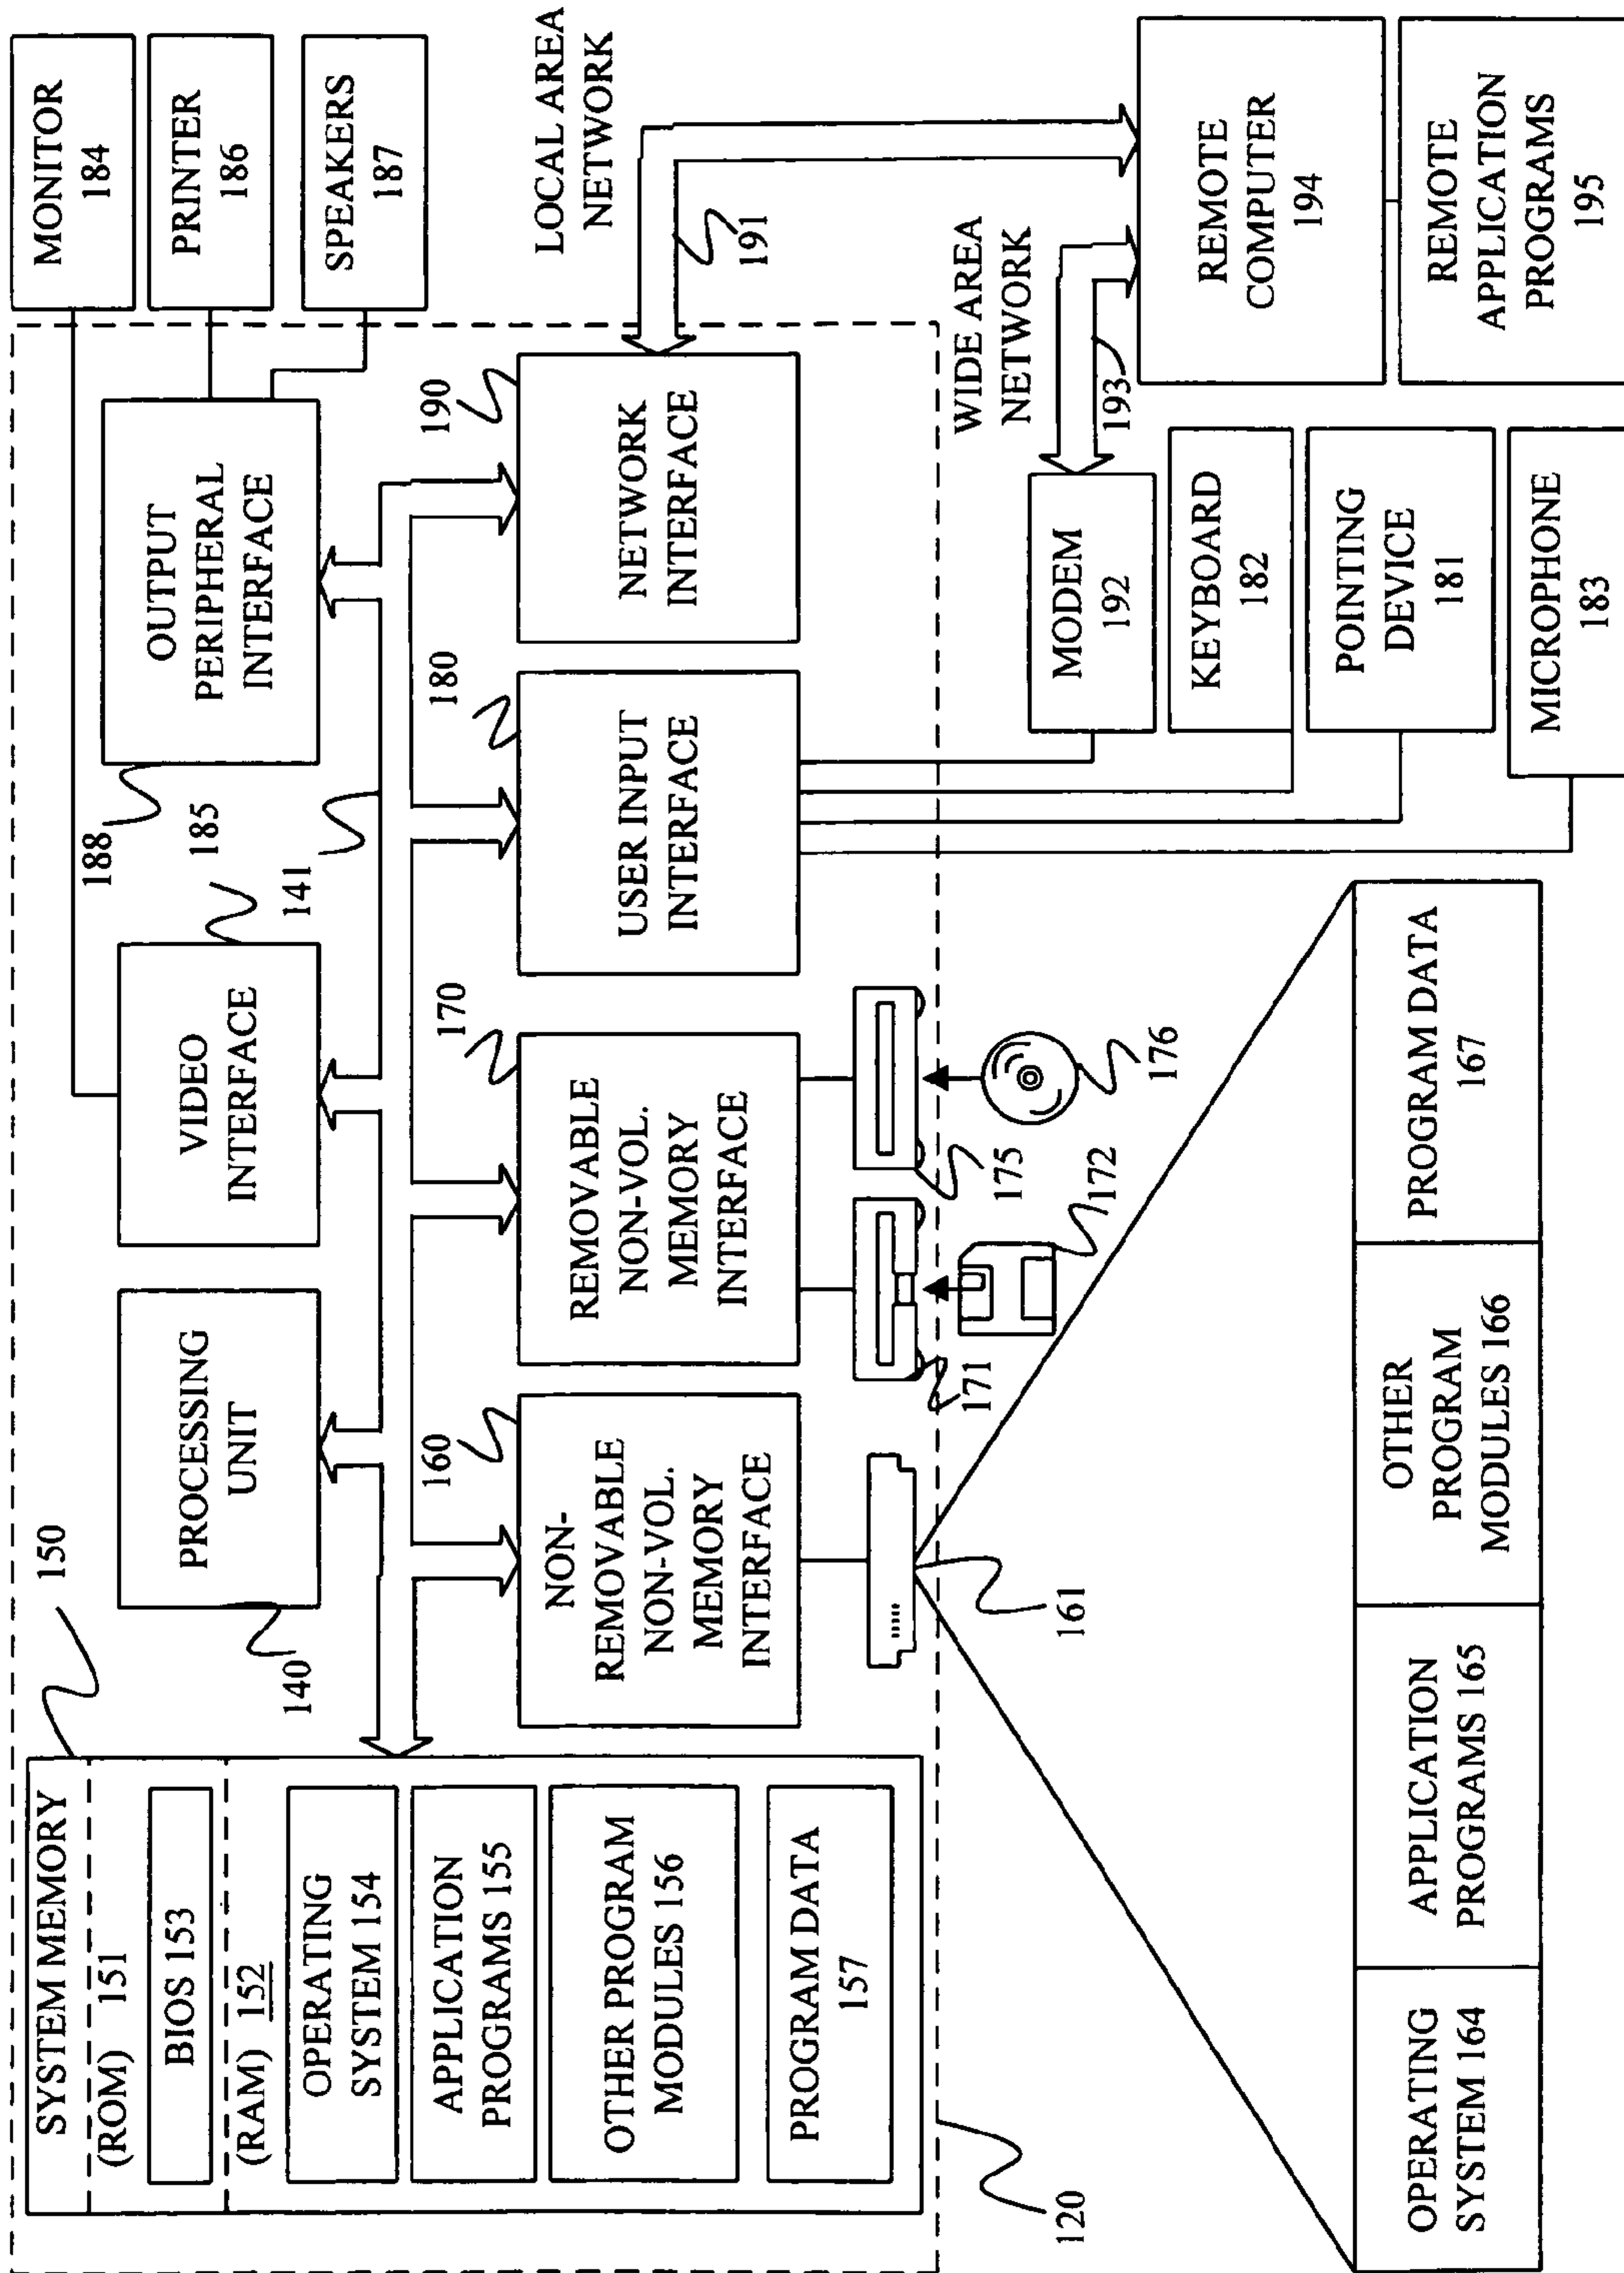 SYSTEM MEMORY
150
(ROM) 151
BIOS 153
(RAM) 152
OPERATING
SYSTEM 154
APPLICATION
PROGRAMS 155
OTHER PROGRAM
MODULES 156
PROGRAM DATA
157
120
PROCESSING
UNIT
140
VIDEO
INTERFACE
185
OUTPUT
PERIPHERAL
INTERFACE
188
141
MONITOR
184
PRINTER
186
SPEAKERS
187
NON-
REMOVABLE
NON-VOL.
MEMORY
INTERFACE
160
REMOVABLE
NON-VOL.
MEMORY
INTERFACE
170
USER INPUT
INTERFACE
180
NETWORK
INTERFACE
190
LOCAL AREA
NETWORK
191
161
171
172
175
176
WIDE AREA
NETWORK
193
MODEM
192
KEYBOARD
182
POINTING
DEVICE
181
MICROPHONE
183
REMOTE
COMPUTER
194
REMOTE
APPLICATION
PROGRAMS
195
OPERATING
SYSTEM 164
APPLICATION
PROGRAMS 165
OTHER
PROGRAM
MODULES 166
PROGRAM DATA
167